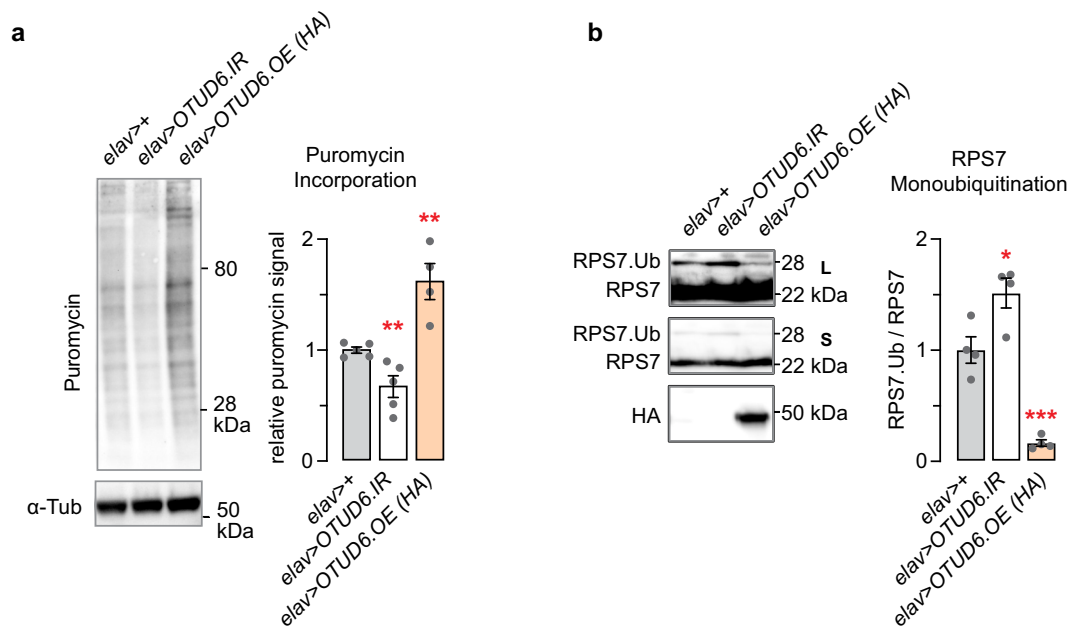 a
elav>+
elav>OTUD6.IR
elav>OTUD6.OE (HA)
Puromycin
80
28
kDa
α-Tub
50
kDa
Puromycin
Incorporation
relative puromycin signal
2
1
0
**
**
elav>+
elav>OTUD6.IR
elav>OTUD6.OE (HA)
b
elav>+
elav>OTUD6.IR
elav>OTUD6.OE (HA)
RPS7.Ub
28
L
RPS7
22 kDa
RPS7.Ub
28
S
RPS7
22 kDa
HA
50 kDa
RPS7
Monoubiquitination
RPS7.Ub / RPS7
2
1
0
*
***
elav>+
elav>OTUD6.IR
elav>OTUD6.OE (HA)